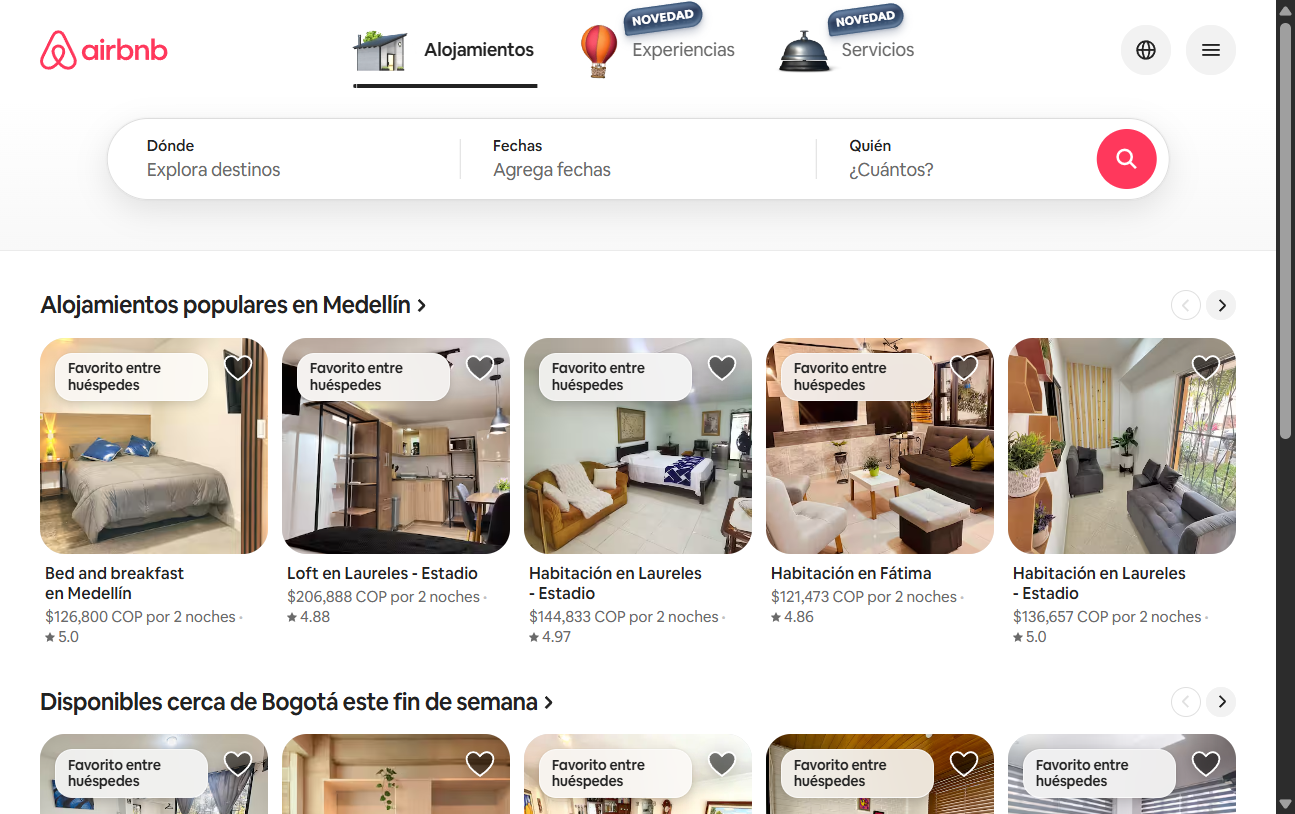 airbnb
Alojamientos
NOVEDAD
Experiencias
NOVEDAD
Servicios
Dónde
Explora destinos
Fechas
Agrega fechas
Quién
¿Cuántos?
Alojamientos populares en Medellín
Favorito entre
huéspedes
Favorito entre
huéspedes
Favorito entre
huéspedes
Favorito entre
huéspedes
Bed and breakfast
en Medellín
$126,800 COP por 2 noches ·
★ 5.0
Loft en Laureles - Estadio
$206,888 COP por 2 noches ·
★ 4.88
Habitación en Laureles
- Estadio
$144,833 COP por 2 noches ·
★ 4.97
Habitación en Fátima
$121,473 COP por 2 noches ·
★ 4.86
Habitación en Laureles
- Estadio
$136,657 COP por 2 noches ·
★ 5.0
Disponibles cerca de Bogotá este fin de semana
Favorito entre
huéspedes
Favorito entre
huéspedes
Favorito entre
huéspedes
Favorito entre
huéspedes